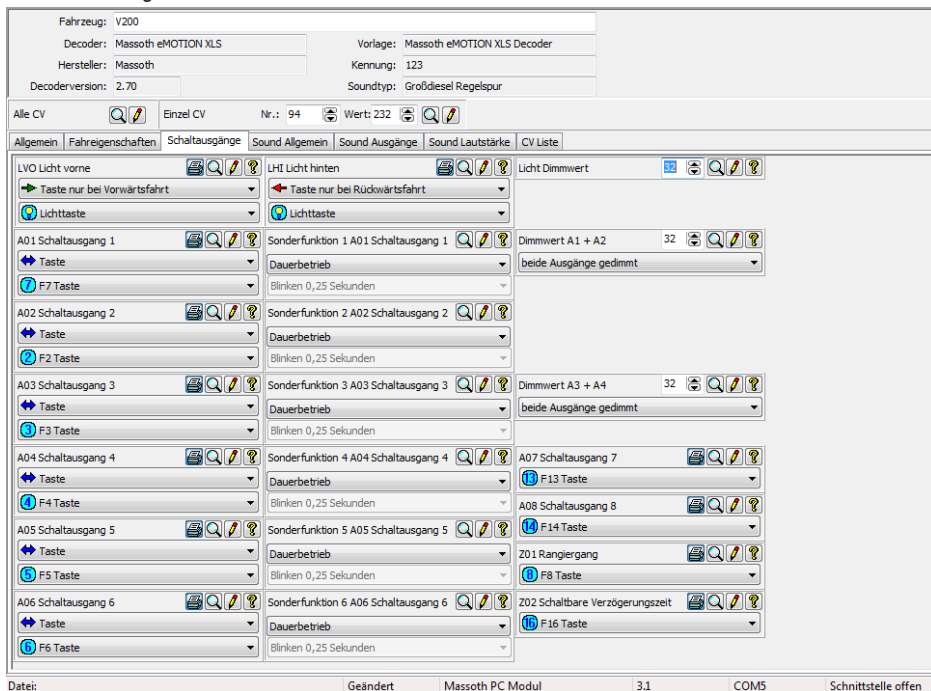 Fahrzeug: V200
Decoder: Massoth eMOTION XLS Vorlage: Massoth eMOTION XLS Decoder
Hersteller: Massoth Kennung: 123
Decoderversion: 2.70 Soundtyp: Großdiesel Regelspur
Alle CV Einzel CV Nr.: 94 Wert: 232
Allgemein Fahreigenschaften Schaltausgänge Sound Allgemein Sound Ausgänge Sound Lautstärke CV Liste
LVO Licht vorne ? LHI Licht hinten ? Licht Dimmwert 32 ?
Taste nur bei Vorwärtsfahrt Taste nur bei Rückwärtsfahrt
Lichttaste Lichttaste
A01 Schaltausgang 1 ? Sonderfunktion 1 A01 Schaltausgang 1 ? Dimmwert A1 + A2 32 ?
Taste Dauerbetrieb beide Ausgänge gedimmt
7 F7 Taste Blinken 0,25 Sekunden
A02 Schaltausgang 2 ? Sonderfunktion 2 A02 Schaltausgang 2 ?
Taste Dauerbetrieb
2 F2 Taste Blinken 0,25 Sekunden
A03 Schaltausgang 3 ? Sonderfunktion 3 A03 Schaltausgang 3 ? Dimmwert A3 + A4 32 ?
Taste Dauerbetrieb beide Ausgänge gedimmt
3 F3 Taste Blinken 0,25 Sekunden
A04 Schaltausgang 4 ? Sonderfunktion 4 A04 Schaltausgang 4 ? A07 Schaltausgang 7 ?
Taste Dauerbetrieb 13 F13 Taste
4 F4 Taste Blinken 0,25 Sekunden A08 Schaltausgang 8 ?
A05 Schaltausgang 5 ? Sonderfunktion 5 A05 Schaltausgang 5 ? 14 F14 Taste
Taste Dauerbetrieb Z01 Rangiergang ?
5 F5 Taste Blinken 0,25 Sekunden 8 F8 Taste
A06 Schaltausgang 6 ? Sonderfunktion 6 A06 Schaltausgang 6 ? Z02 Schaltbare Verzögerungszeit ?
Taste Dauerbetrieb 16 F16 Taste
6 F6 Taste Blinken 0,25 Sekunden
Datei: Geändert Massoth PC Modul 3.1 COM5 Schnittstelle offen